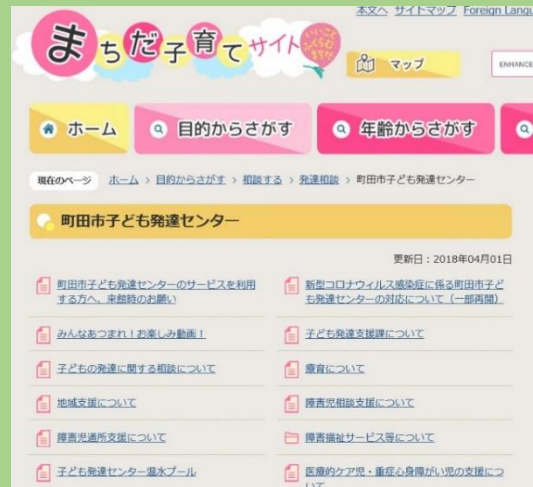 本文へ サイトマップ Foreign Langu
まちだ子育てサイト
いいこと
ふくらむ
まちだ
マップ
ENHANCE
ホーム
目的からさがす
年齢からさがす
現在のページ ホーム > 目的からさがす > 相談する > 発達相談 > 町田市子ども発達センター
町田市子ども発達センター
更新日：2018年04月01日
町田市子ども発達センターのサービスを利用
する方へ、来館時のお願い
新型コロナウィルス感染症に係る町田市子ど
も発達センターの対応について（一部再開）
みんなあつまれ！お楽しみ動画！
子ども発達支援課について
子どもの発達に関する相談について
療育について
地域支援について
障害児相談支援について
障害児通所支援について
障害福祉サービス等について
子ども発達センター温水プール
医療的ケア児・重症心身障がい児の支援につ
いて